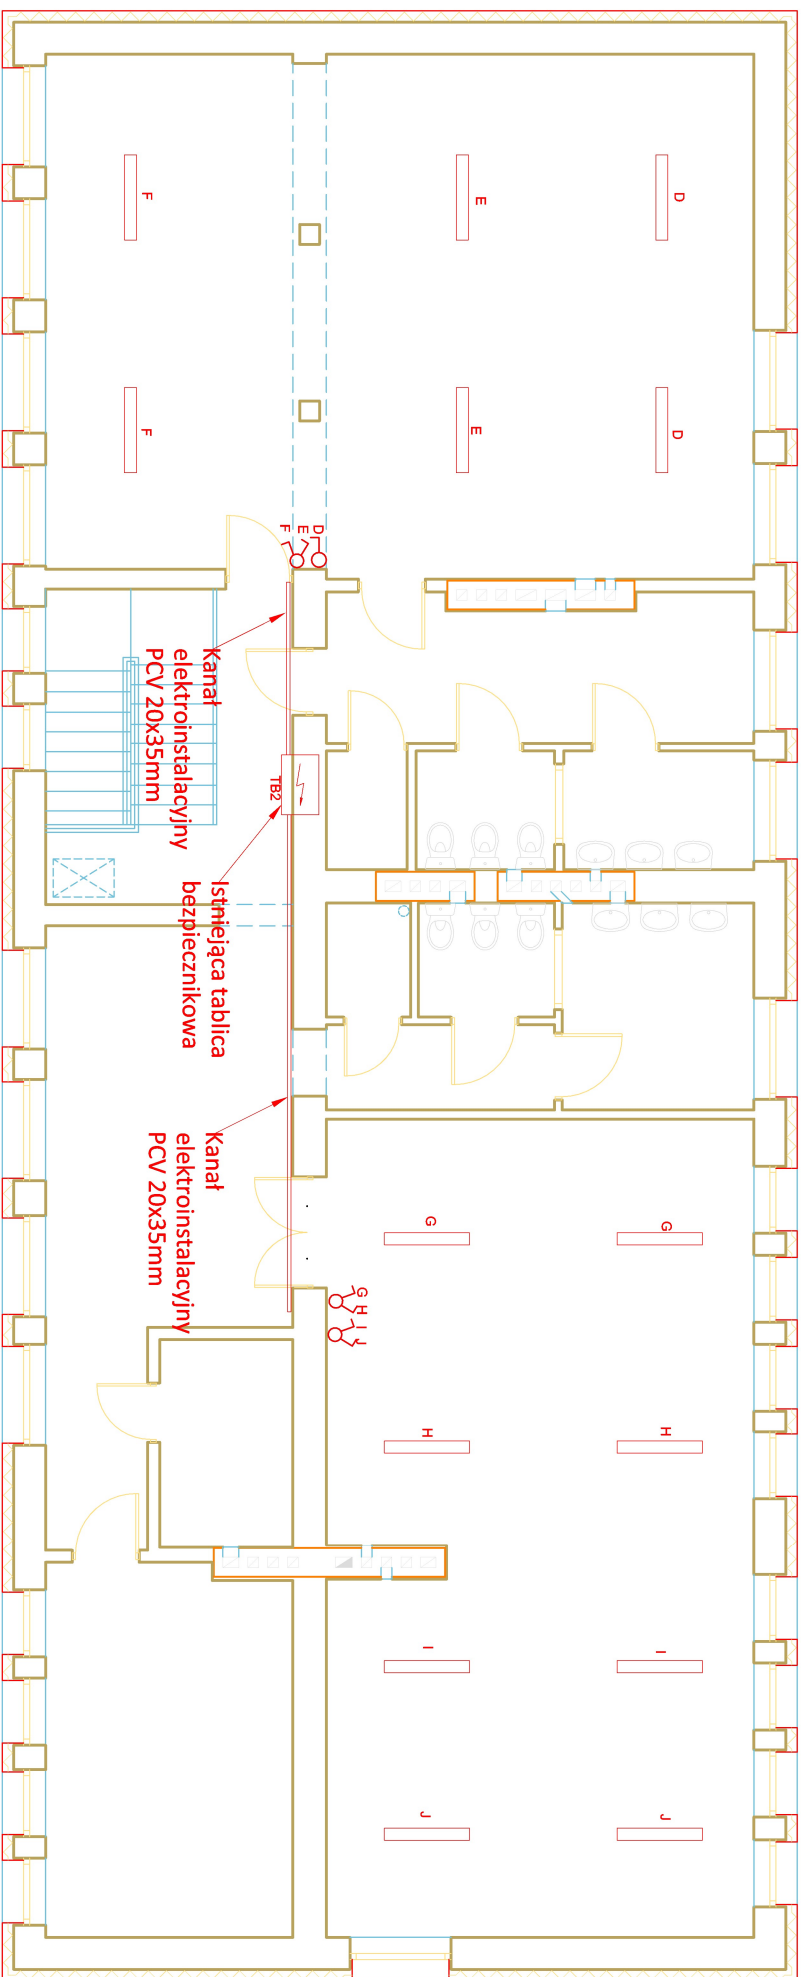 F
E
D
F
E
D
F
E
D
Kanał
elektroinstalacyjny
PCV 20x35mm
TB2
Istniejąca tablica
bezpiecznikowa
Kanał
elektroinstalacyjny
PCV 20x35mm
G
G
G
H
I
J
H
H
I
I
J
J